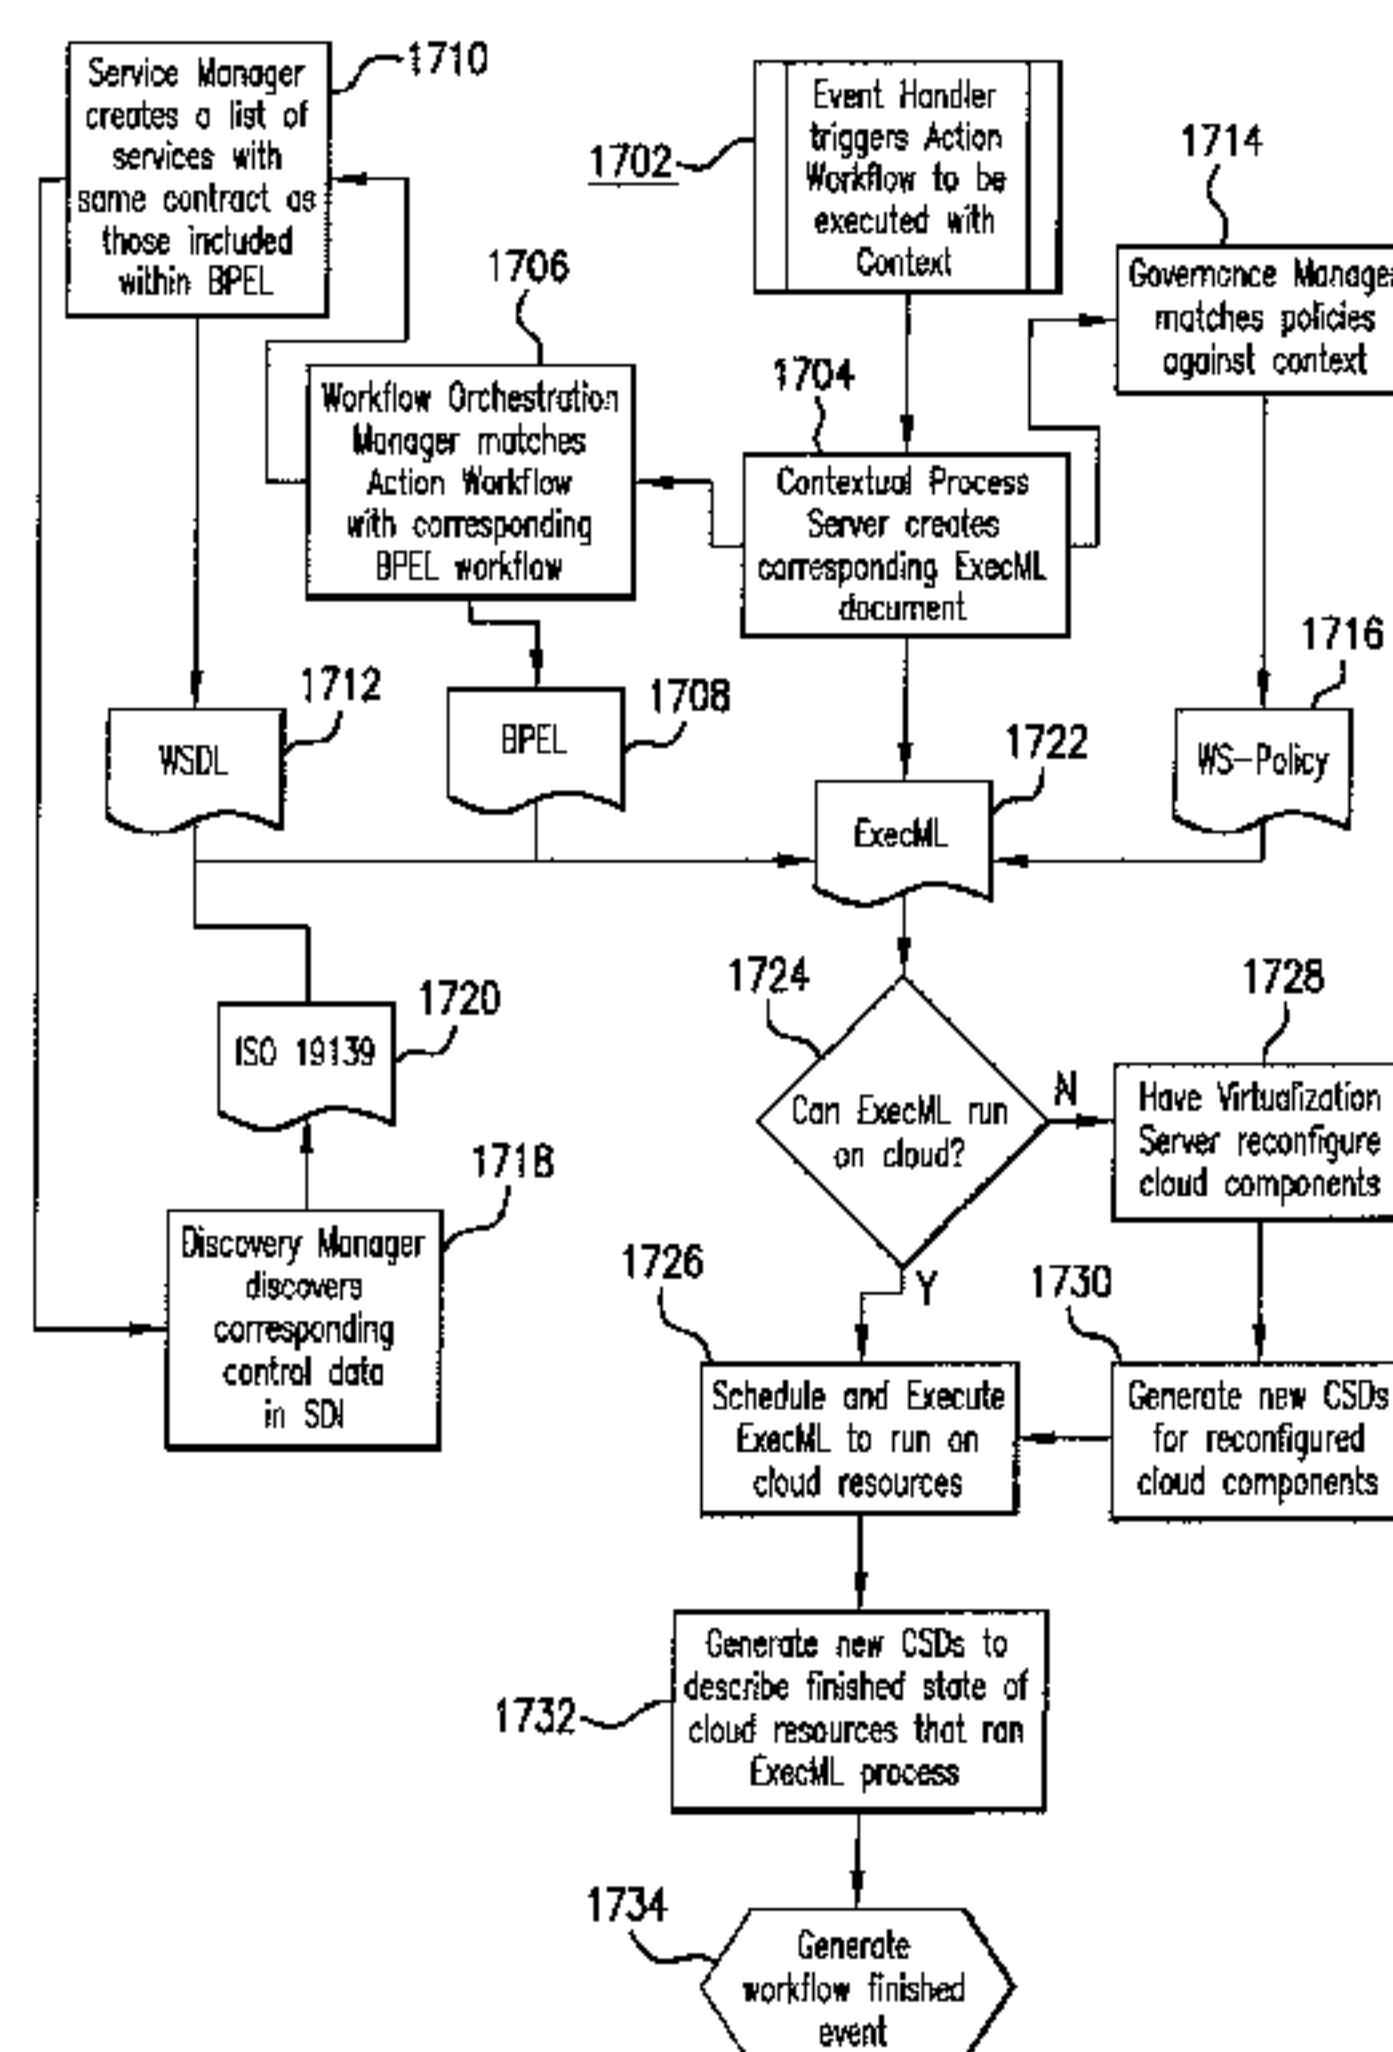 1710
Service Manager
creates a list of
services with
same contract as
those included
within BPEL
1702
Event Handler
triggers Action
Workflow to be
executed with
Context
1714
Governance Manage
matches policies
against context
1706
Workflow Orchestration
Manager matches
Action Workflow
with corresponding
BPEL workflow
1704
Contextual Process
Server creates
corresponding ExecML
document
1712
WSDL
1708
BPEL
1722
ExecML
1716
WS-Policy
1720
ISO 19139
1718
Discovery Manager
discovers
corresponding
control data
in SDI
1724
Can ExecML run
on cloud?
N
Y
1728
Have Virtualization
Server reconfigure
cloud components
1726
Schedule and Execute
ExecML to run on
cloud resources
1730
Generate new CSDs
for reconfigured
cloud components
1732
Generate new CSDs to
describe finished state of
cloud resources that ran
ExecML process
1734
Generate
workflow finished
event